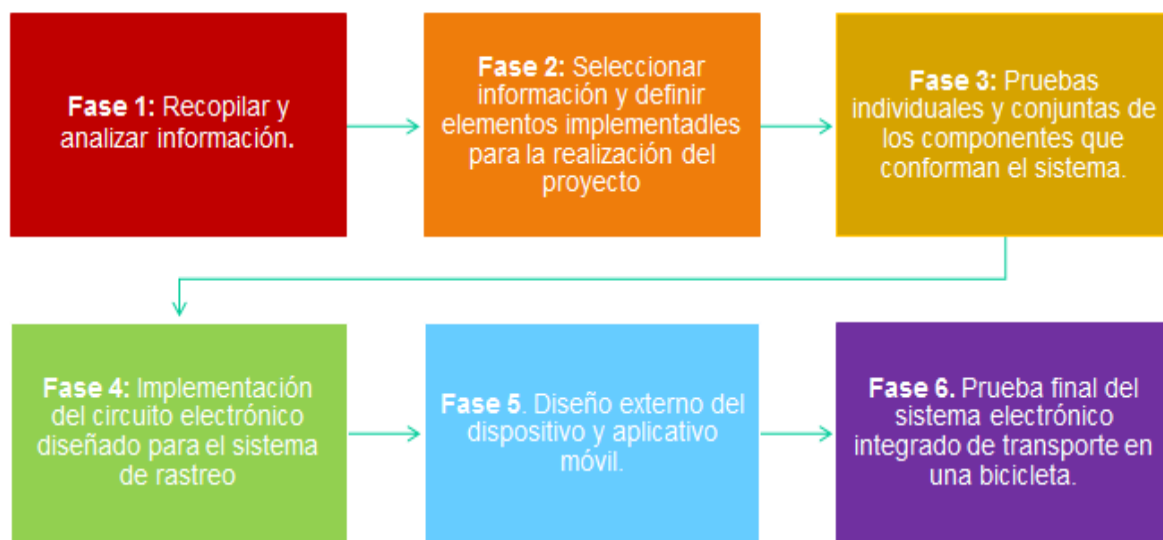 Fase 1: Recopilar y
analizar información.
Fase 2: Seleccionar
información y definir
elementos implementadles
para la realización del
proyecto
Fase 3: Pruebas
individuales y conjuntas de
los componentes que
conforman el sistema.
Fase 4: Implementación
del circuito electrónico
diseñado para el sistema
de rastreo
Fase 5. Diseño externo del
dispositivo y aplicativo
móvil.
Fase 6. Prueba final del
sistema electrónico
integrado de transporte en
una bicicleta.